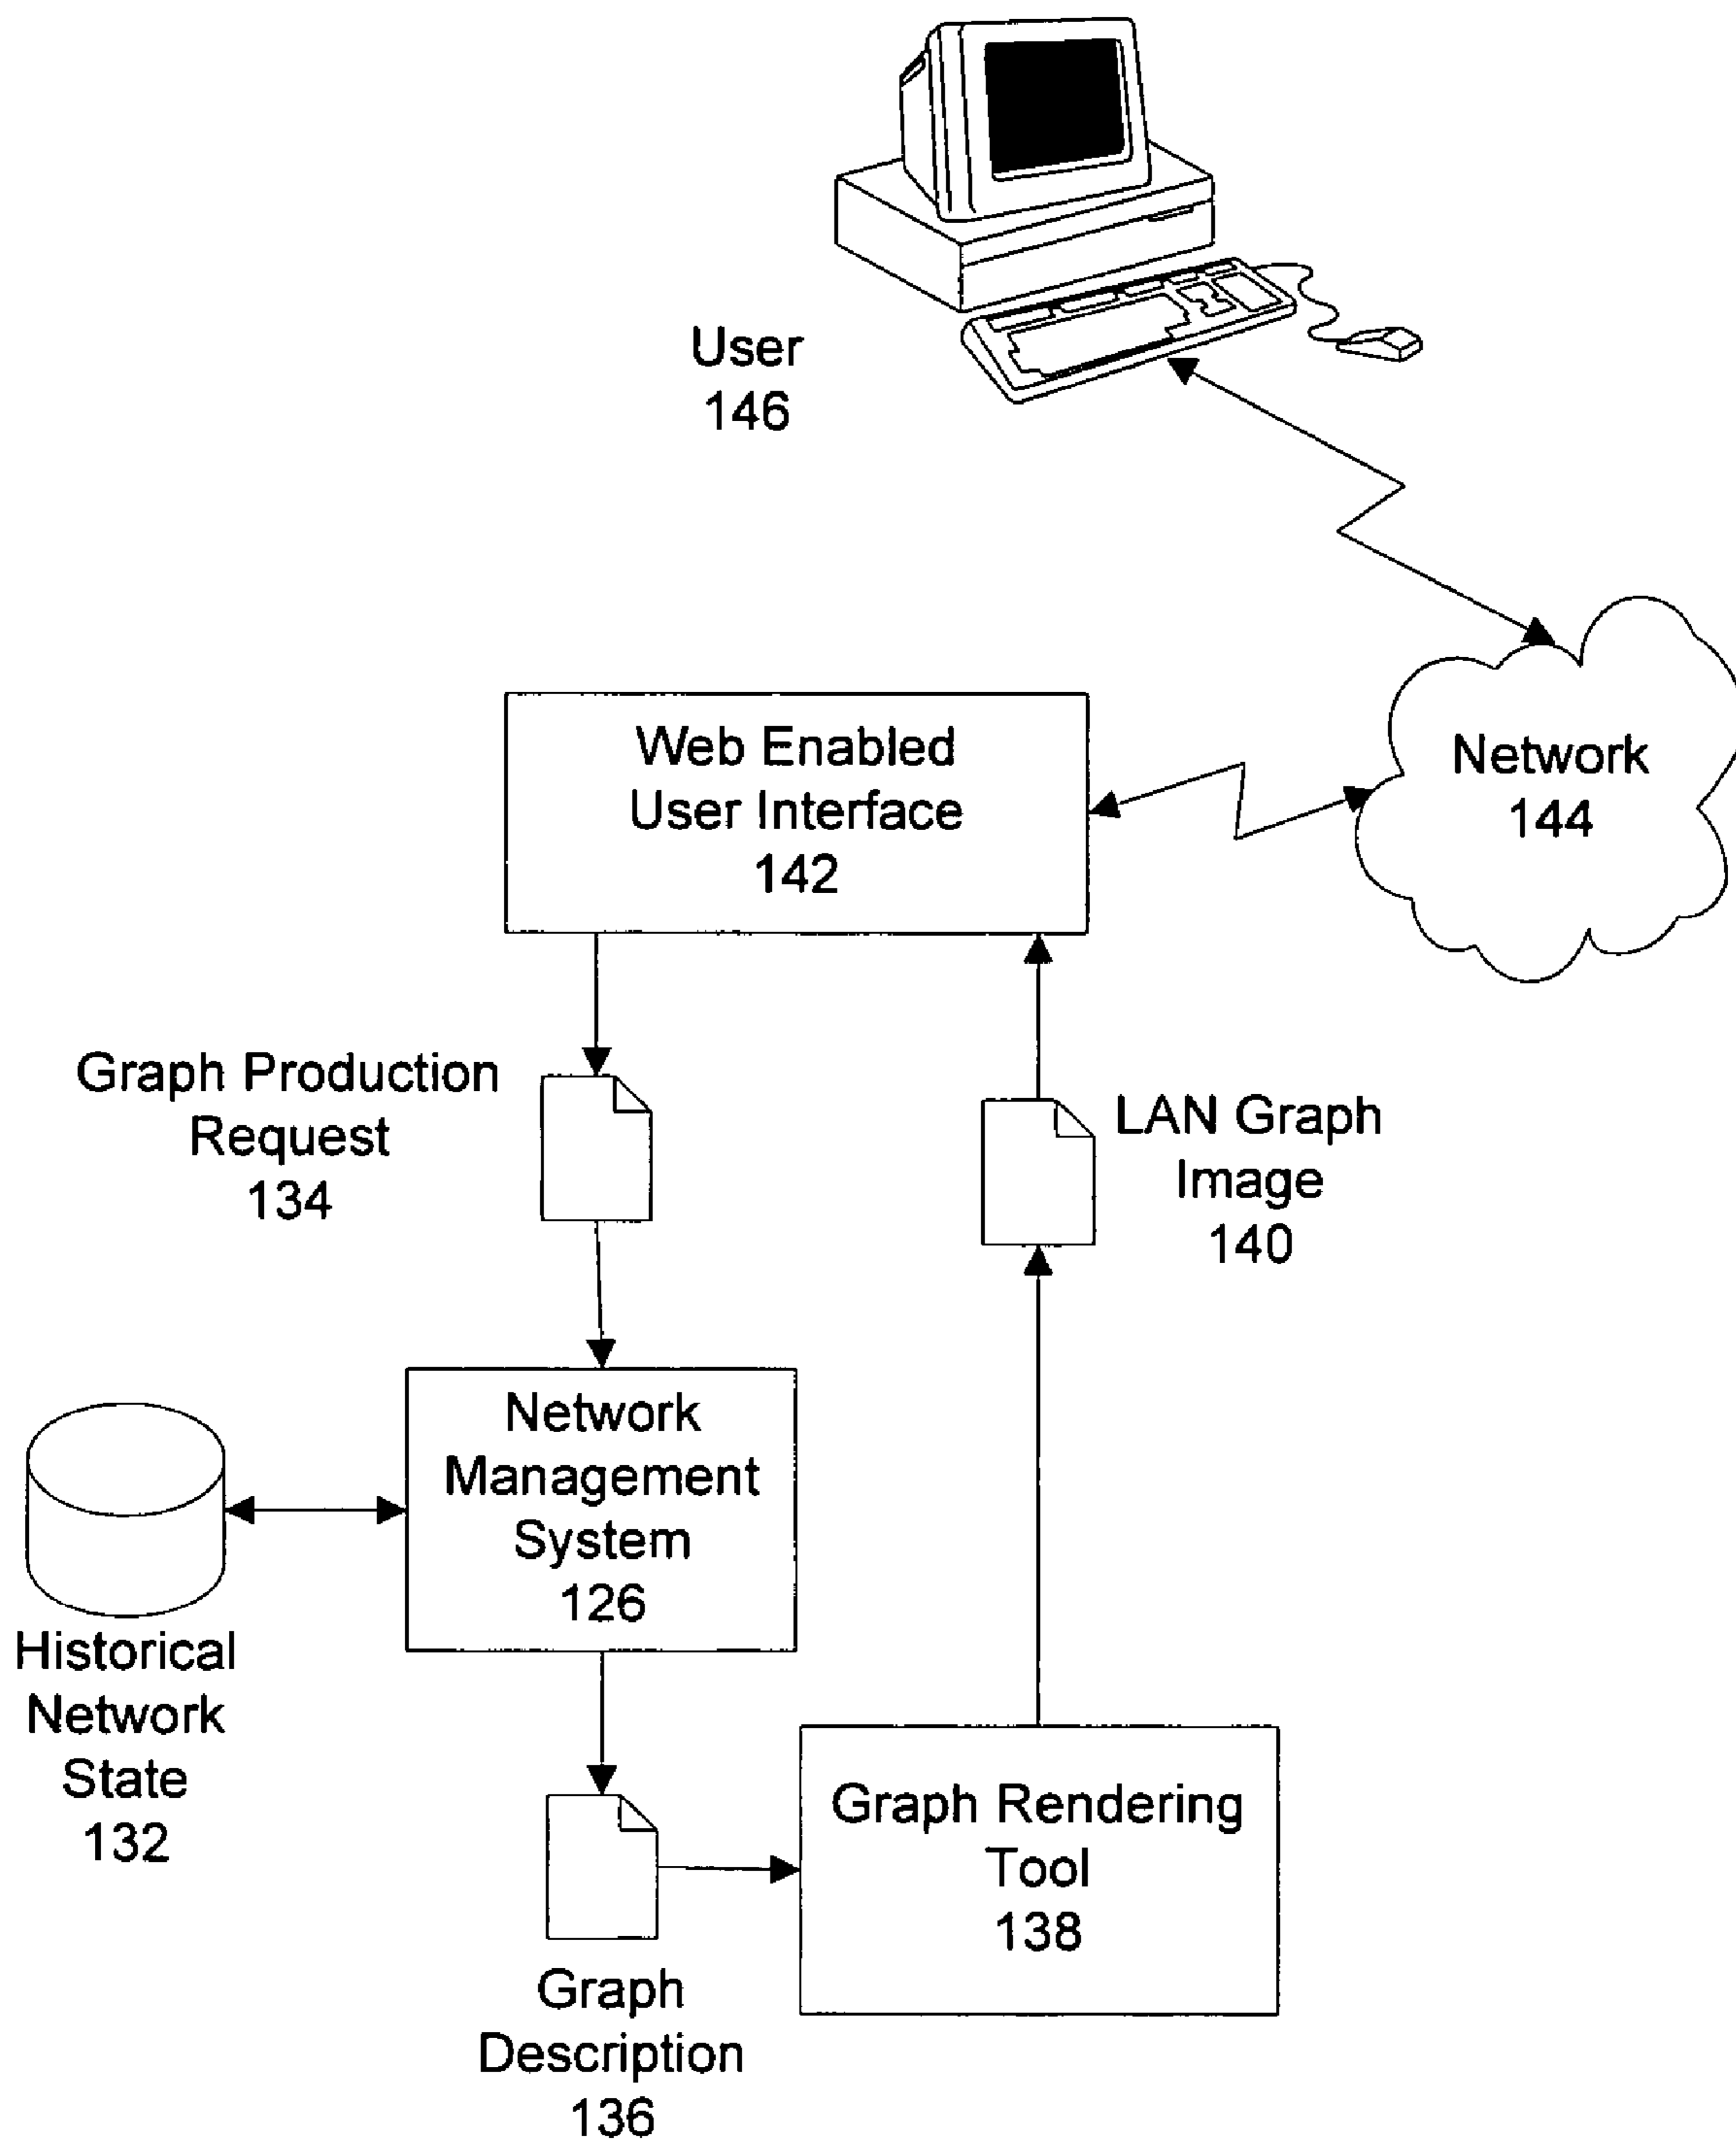 User
146
Web Enabled
User Interface
142
Network
144
Graph Production
Request
134
LAN Graph
Image
140
Network
Management
System
126
Historical
Network
State
132
Graph Rendering
Tool
138
Graph
Description
136